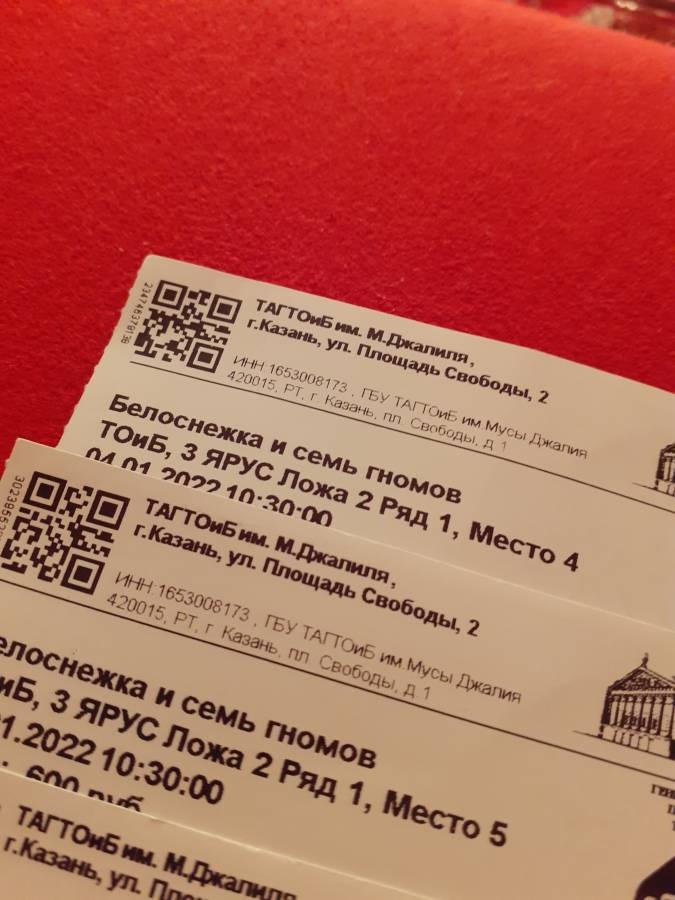 ТАГТОиБ им. М.Джалиля,
г.Казань, ул. Площадь Свободы, 2
ИНН:1653008173 , ГБУ ТАГТОиБ им.Мусы Джалия
420015, РТ, г. Казань, пл. Свободы, д 1
Белоснежка и семь гномов
ТОиБ, 3 ЯРУС Ложа 2 Ряд 1, Место 4
04.01.2022 10:30:00
ТАГТОиБ им. М.Джалиля,
г.Казань, ул. Площадь Свободы, 2
ИНН:1653008173 , ГБУ ТАГТОиБ им.Мусы Джалия
420015, РТ, г. Казань, пл. Свободы, д 1
елоснежка и семь гномов
иБ, 3 ЯРУС Ложа 2 Ряд 1, Место 5
1.2022 10:30:00
600 руб
ТАГТОиБ им. М.Джалиля
г.Казань, ул.